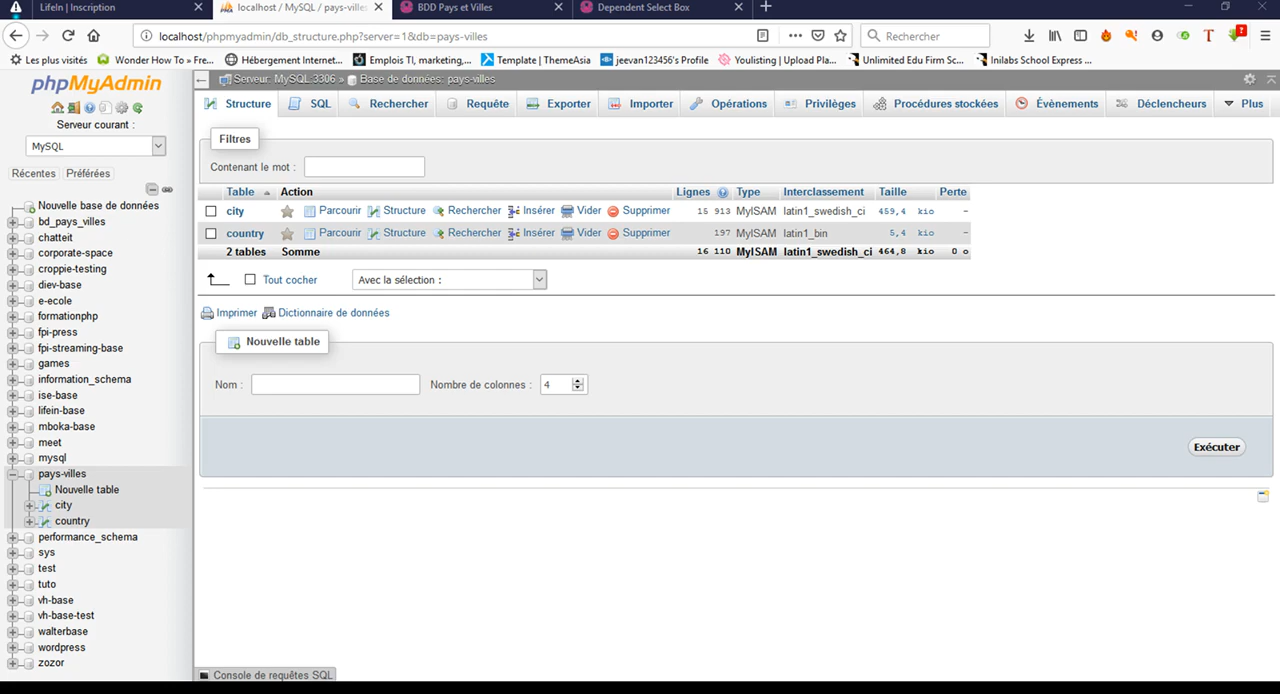 LifeIn | Inscription
localhost / MySQL / pays-villes
BDD Pays et Villes
Dependent Select Box
localhost/phpmyadmin/db_structure.php?server=1&db=pays-villes
Rechercher
Les plus visités
Wonder How To » Fre...
Hébergement Internet...
Emplois TI, marketing,...
Template | ThemeAsia
jeevan123456's Profile
Youlisting | Upload Pla...
Unlimited Edu Firm Sc...
Inilabs School Express ...
phpMyAdmin
Serveur courant :
MySQL
Récentes Préférées
Nouvelle base de données
bd_pays_villes
chatteit
corporate-space
croppie-testing
diev-base
e-ecole
formationphp
fpi-press
fpi-streaming-base
games
information_schema
ise-base
lifein-base
mboka-base
meet
mysql
pays-villes
Nouvelle table
city
country
performance_schema
sys
test
tuto
vh-base
vh-base-test
walterbase
wordpress
zozor
Serveur: MySQL:3306 » Base de données: pays-villes
Structure SQL Rechercher Requête Exporter Importer Opérations Privilèges Procédures stockées Évènements Déclencheurs Plus
Filtres
Contenant le mot :
Table Action Lignes Type Interclassement Taille Perte
city Parcourir Structure Rechercher Insérer Vider Supprimer 15 913 MyISAM latin1_swedish_ci 459,4 kio -
country Parcourir Structure Rechercher Insérer Vider Supprimer 197 MyISAM latin1_bin 5,4 kio -
2 tables Somme 16 110 MyISAM latin1_swedish_ci 464,8 kio 0 o
Tout cocher Avec la sélection :
Imprimer Dictionnaire de données
Nouvelle table
Nom : Nombre de colonnes : 4
Exécuter
Console de requêtes SQL